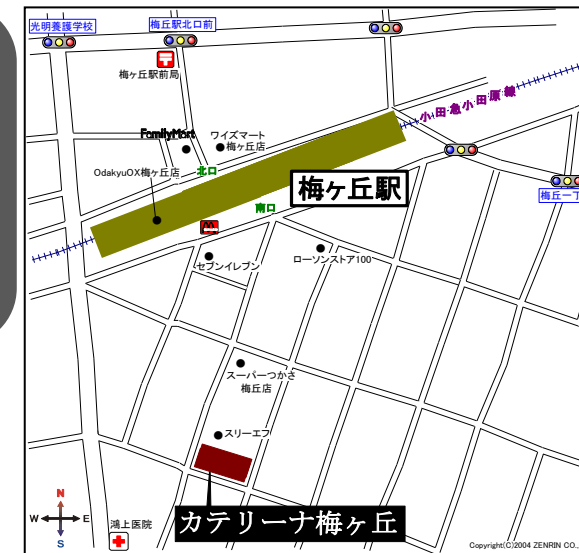 光明養護学校
梅丘駅北口前
梅ヶ丘駅前局
小田急小田原線
FamilyMart
ワイズマート
梅ヶ丘店
OdakyuOX梅ヶ丘店
北口
梅ヶ丘駅
梅丘一丁
南口
セブンイレブン
ローソンストア100
スーパーつかさ
梅丘店
スリーエフ
N
W
E
S
鴻上医院
カテリーナ梅ヶ丘
Copyright(C)2004 ZENRIN CO.,